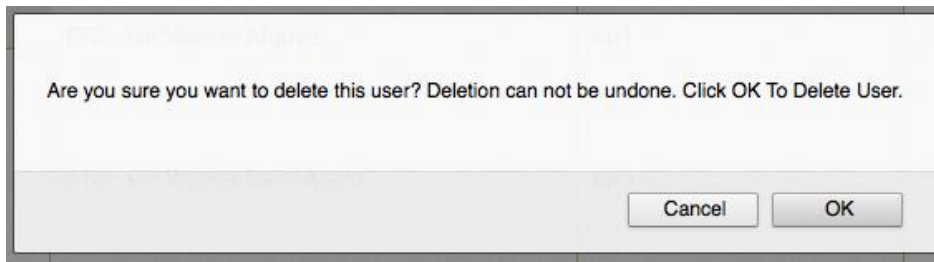 Are you sure you want to delete this user? Deletion can not be undone. Click OK To Delete User.
Cancel
OK